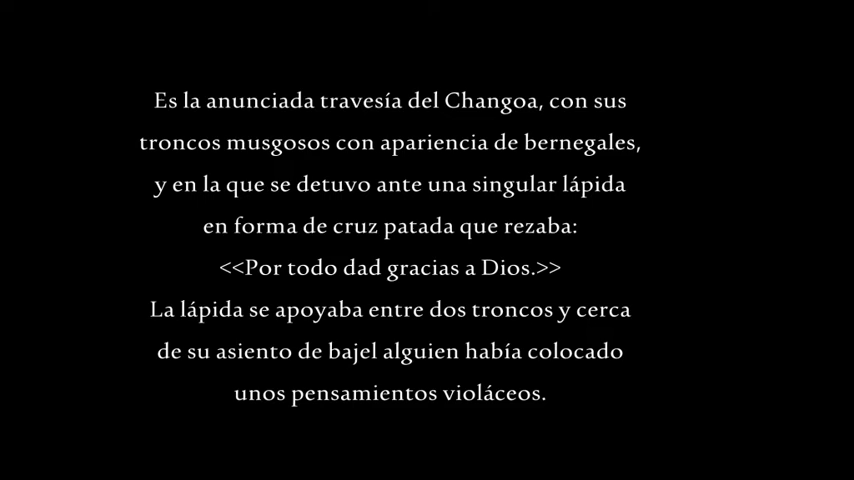 Es la anunciada travesía del Changoa, con sus
troncos musgosos con apariencia de bernegales,
y en la que se detuvo ante una singular lápida
en forma de cruz patada que rezaba:
<<Por todo dad gracias a Dios.>>
La lápida se apoyaba entre dos troncos y cerca
de su asiento de bajel alguien había colocado
unos pensamientos violáceos.